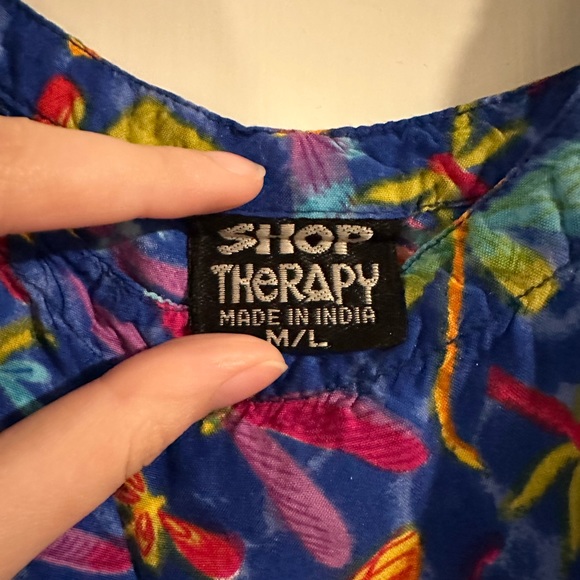 SHOP
THeRAPY
MADE IN INDIA
M/L